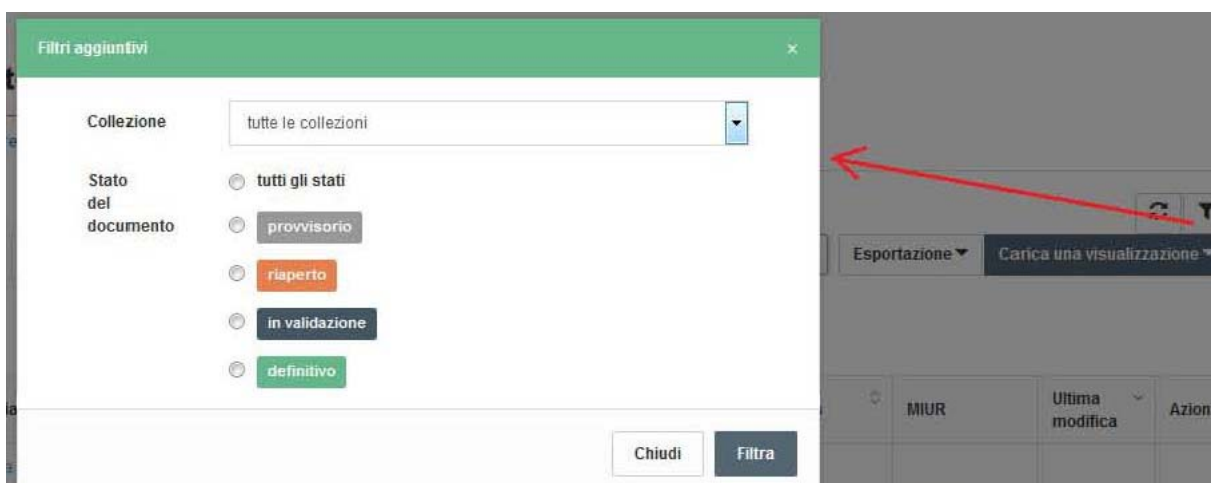 Filtri aggiuntivi ×
Collezione tutte le collezioni
Stato del documento
tutti gli stati
provvisorio
riaperto
in validazione
definitivo
Chiudi Filtra
Esportazione Carica una visualizzazione
MIUR
Ultima modifica